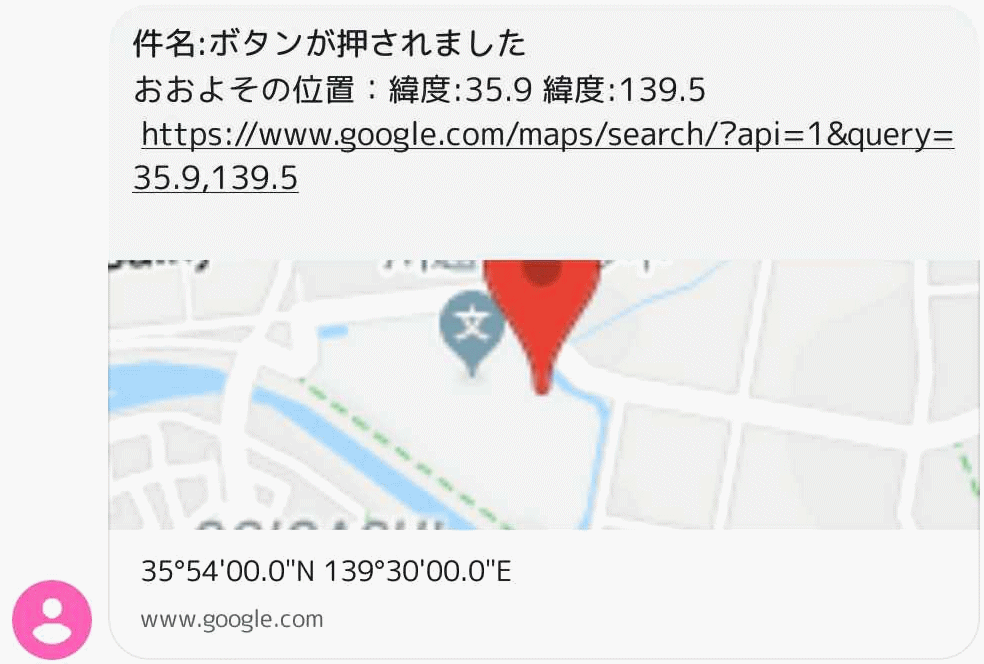 件名:ボタンが押されました
おおよその位置：緯度:35.9 緯度:139.5
https://www.google.com/maps/search/?api=1&query=
35.9,139.5
文
35°54'00.0"N 139°30'00.0"E
www.google.com